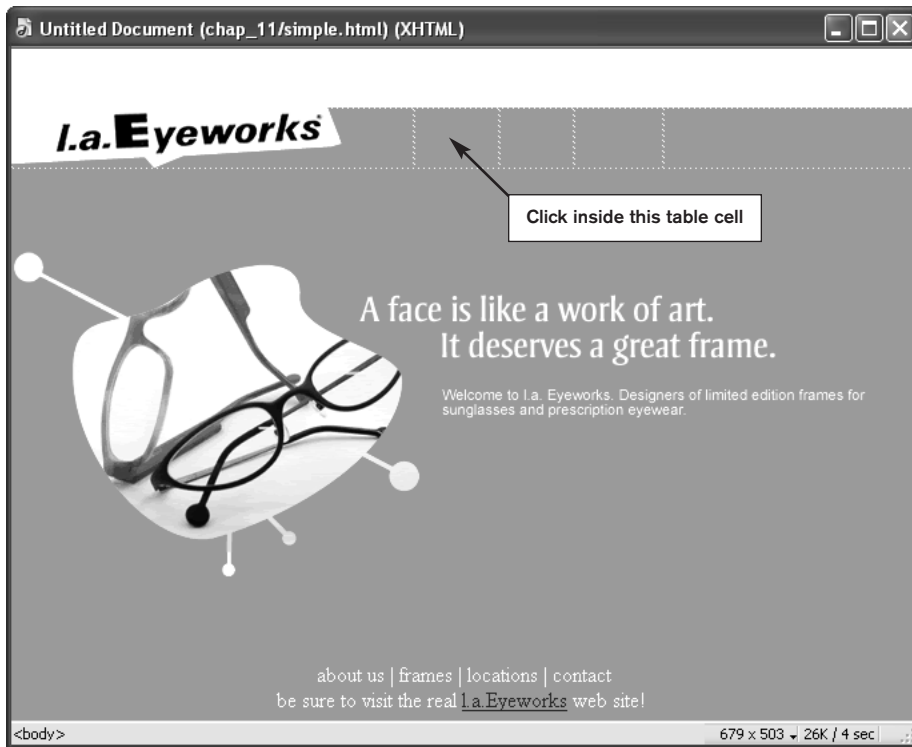 Untitled Document (chap_11/simple.html) (XHTML)
l.a.Eyeworks
Click inside this table cell
A face is like a work of art.
It deserves a great frame.
Welcome to l.a. Eyeworks. Designers of limited edition frames for
sunglasses and prescription eyewear.
about us | frames | locations | contact
be sure to visit the real l.a.Eyeworks web site!
<body> 679 x 503 26K / 4 sec